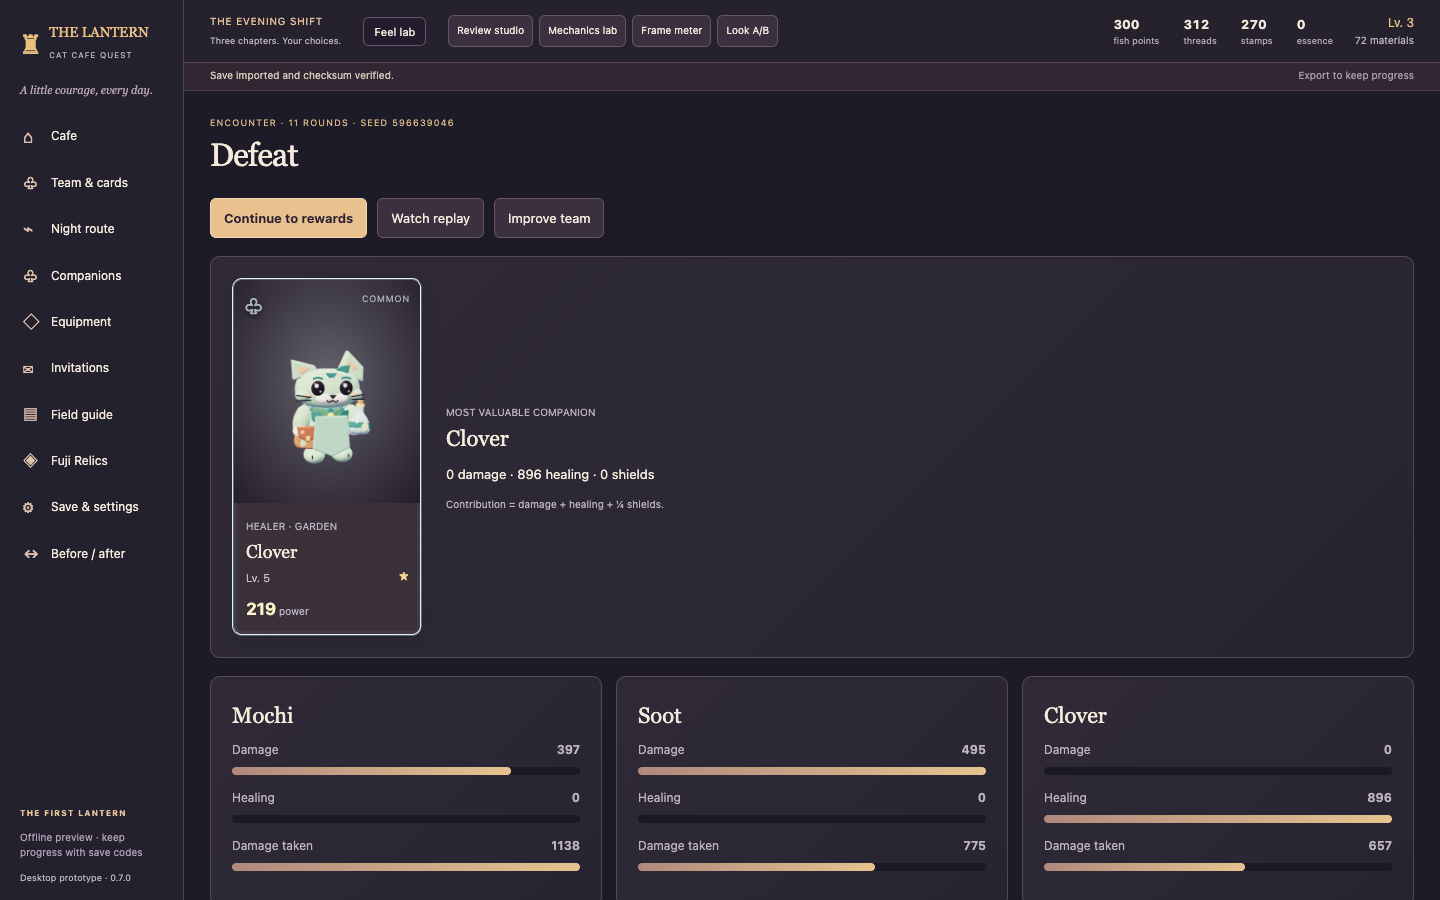 THE LANTERN
CAT CAFE QUEST
A little courage, every day.
Cafe
Team & cards
Night route
Companions
Equipment
Invitations
Field guide
Fuji Relics
Save & settings
Before / after
THE FIRST LANTERN
Offline preview · keep
progress with save codes
Desktop prototype · 0.7.0
THE EVENING SHIFT
Three chapters. Your choices.
Feel lab
Review studio
Mechanics lab
Frame meter
Look A/B
300
fish points
312
threads
270
stamps
0
essence
Lv. 3
72 materials
Save imported and checksum verified.
Export to keep progress
ENCOUNTER · 11 ROUNDS · SEED 596639046
Defeat
Continue to rewards
Watch replay
Improve team
COMMON
HEALER · GARDEN
Clover
Lv. 5
219 power
MOST VALUABLE COMPANION
Clover
0 damage · 896 healing · 0 shields
Contribution = damage + healing + ¼ shields.
Mochi
Damage 397
Healing 0
Damage taken 1138
Soot
Damage 495
Healing 0
Damage taken 775
Clover
Damage 0
Healing 896
Damage taken 657